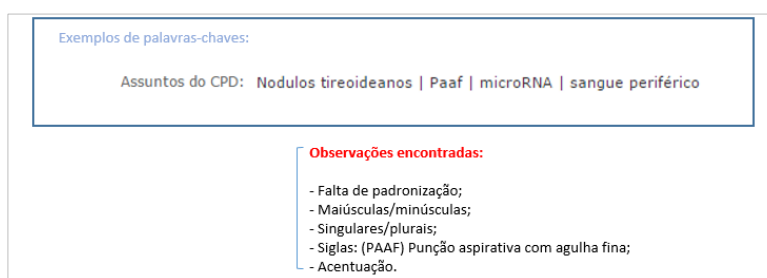 Exemplos de palavras-chaves:
Assuntos do CPD: Nodulos tireoideanos | Paaf | microRNA | sangue periférico
Observações encontradas:
- Falta de padronização;
- Maiúsculas/minúsculas;
- Singulares/plurais;
- Siglas: (PAAF) Punção aspirativa com agulha fina;
- Acentuação.